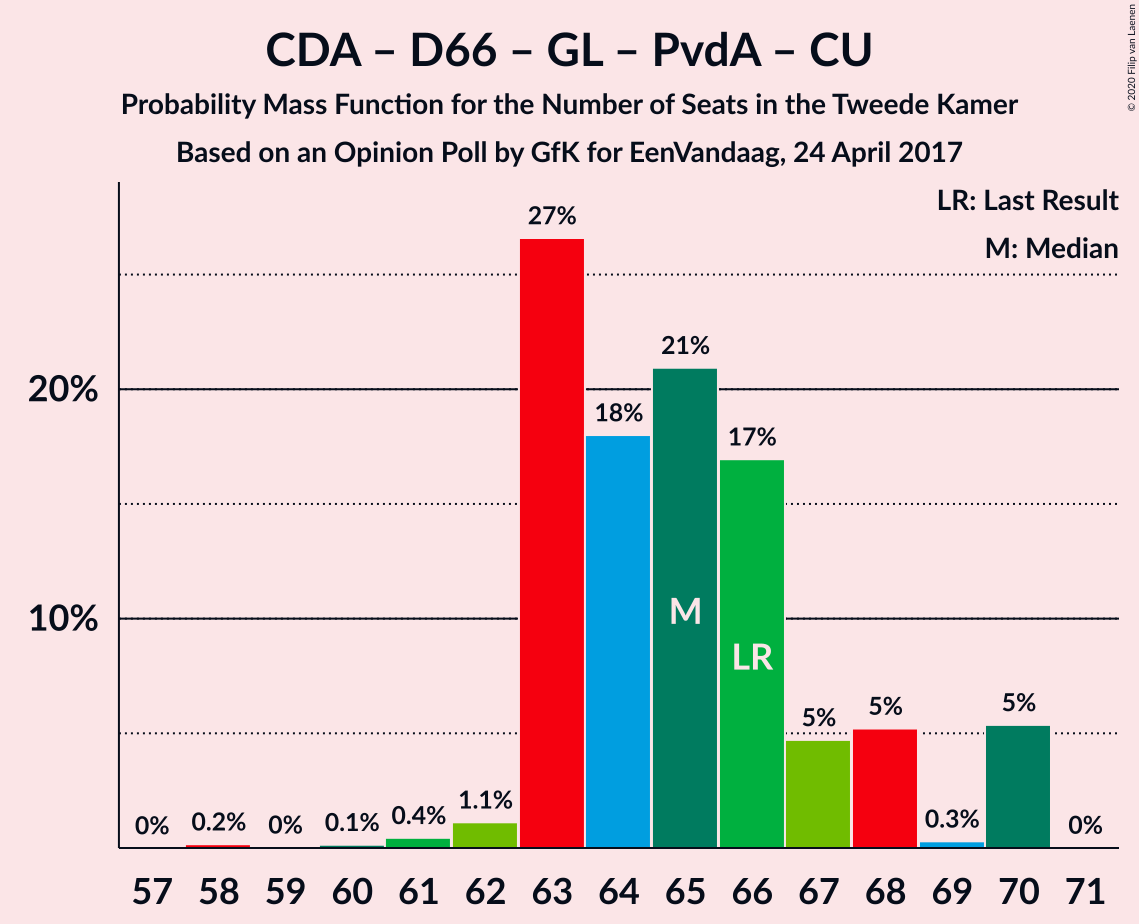 CDA – D66 – GL – PvdA – CU
Probability Mass Function for the Number of Seats in the Tweede Kamer
Based on an Opinion Poll by GfK for EenVandaag, 24 April 2017
© 2020 Filip van Laenen
LR: Last Result
M: Median
27%
21%
20%
18%
17%
10%
M
LR
5%
5%
5%
0%
0.2%
0%
0.1%
0.4%
1.1%
0.3%
0%
57 58 59 60 61 62 63 64 65 66 67 68 69 70 71